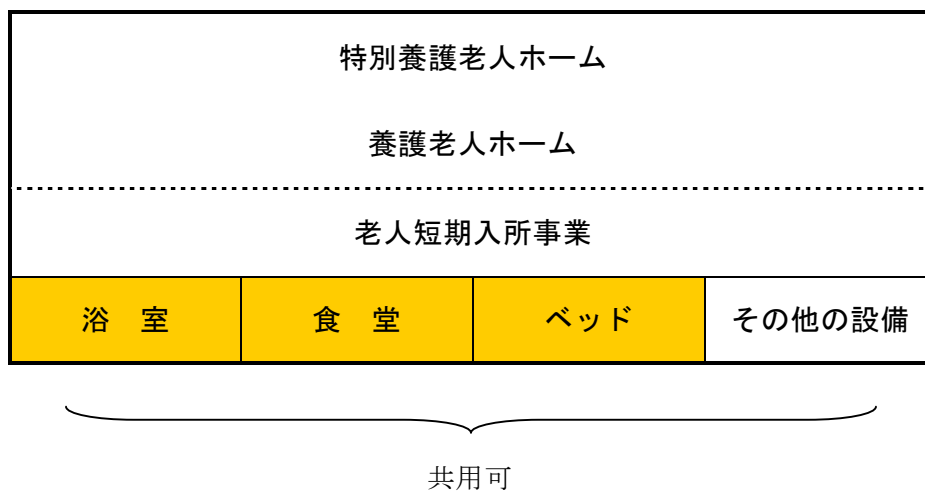 特別養護老人ホーム
養護老人ホーム
老人短期入所事業
浴　室　食　堂　ベッド　その他の設備
共用可